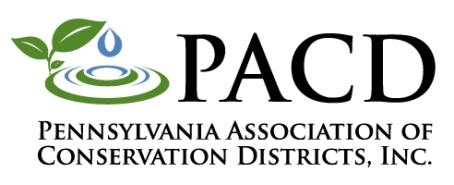 PACD
Pennsylvania Association of
Conservation Districts, Inc.